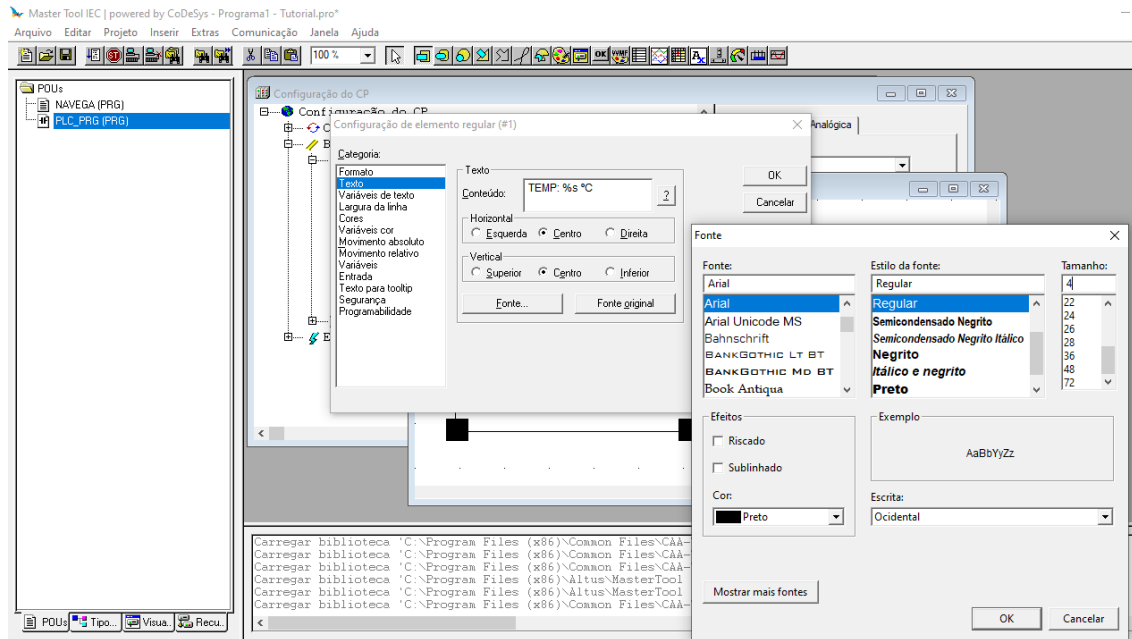 Master Tool IEC | powered by CoDeSys - Programa1 - Tutorial.pro*
Arquivo Editar Projeto Inserir Extras Comunicação Janela Ajuda
100 %
OK
POUs
NAVEGA (PRG)
PLC_PRG (PRG)
Configuração do CP
Configuração do CP
Configuração de elemento regular (#1)
Analógica
Categoria:
Formato
Texto
Variáveis de texto
Largura da linha
Cores
Variáveis cor
Movimento absoluto
Movimento relativo
Variáveis
Entrada
Texto para tooltip
Segurança
Programabilidade
Texto
Conteúdo:
TEMP: %s ºC
?
Horizontal
Esquerda Centro Direita
Vertical
Superior Centro Inferior
Fonte...
Fonte original
OK
Cancelar
Fonte
Fonte:
Arial
Arial
Arial Unicode MS
Bahnschrift
BankGothic Lt BT
BankGothic Md BT
Book Antiqua
Estilo da fonte:
Regular
Regular
Semicondensado Negrito
Semicondensado Negrito Itálico
Negrito
Itálico e negrito
Preto
Tamanho:
4
22
24
26
28
36
48
72
Efeitos
Riscado
Sublinhado
Cor:
Preto
Exemplo
AaBbYyZz
Escrita:
Ocidental
Mostrar mais fontes
OK
Cancelar
Carregar biblioteca 'C:\Program Files (x86)\Common Files\CAA-
Carregar biblioteca 'C:\Program Files (x86)\Common Files\CAA-
Carregar biblioteca 'C:\Program Files (x86)\Common Files\CAA-
Carregar biblioteca 'C:\Program Files (x86)\Altus\MasterTool
Carregar biblioteca 'C:\Program Files (x86)\Altus\MasterTool
Carregar biblioteca 'C:\Program Files (x86)\Common Files\CAA-
POUs Tipo... Visua.. Recu..